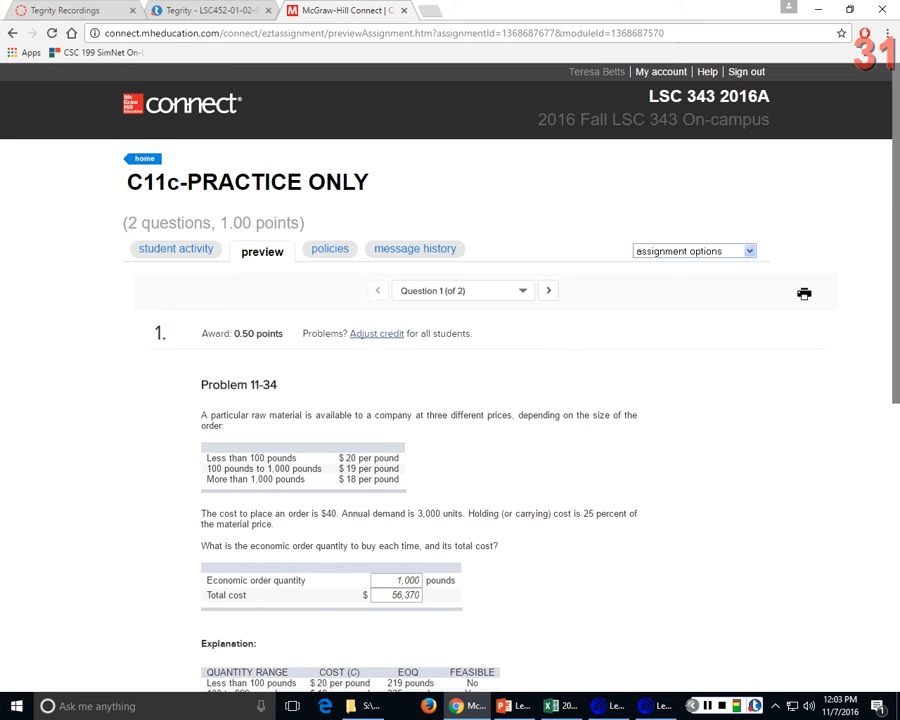 Tegrity Recordings
Tegrity - LSC452-01-02-
McGraw-Hill Connect |
connect.mheducation.com/connect/eztassignment/previewAssignment.htm?assignmentId=1368687677&moduleId=1368687570
Apps CSC 199 SimNet On-
31
Teresa Betts My account Help Sign out
Mc Graw Hill Education connect
LSC 343 2016A
2016 Fall LSC 343 On-campus
home
C11c-PRACTICE ONLY
(2 questions, 1.00 points)
student activity preview policies message history assignment options
Question 1 (of 2)
1. Award: 0.50 points Problems? Adjust credit for all students.
Problem 11-34
A particular raw material is available to a company at three different prices, depending on the size of the
order:
Less than 100 pounds $ 20 per pound
100 pounds to 1,000 pounds $ 19 per pound
More than 1,000 pounds $ 18 per pound
The cost to place an order is $40. Annual demand is 3,000 units. Holding (or carrying) cost is 25 percent of
the material price.
What is the economic order quantity to buy each time, and its total cost?
Economic order quantity 1,000 pounds
Total cost $ 56,370
Explanation:
QUANTITY RANGE COST (C) EOQ FEASIBLE
Less than 100 pounds $ 20 per pound 219 pounds No
Ask me anything
S:\...
Mc...
Le...
20...
Le...
Le...
12:03 PM
11/7/2016